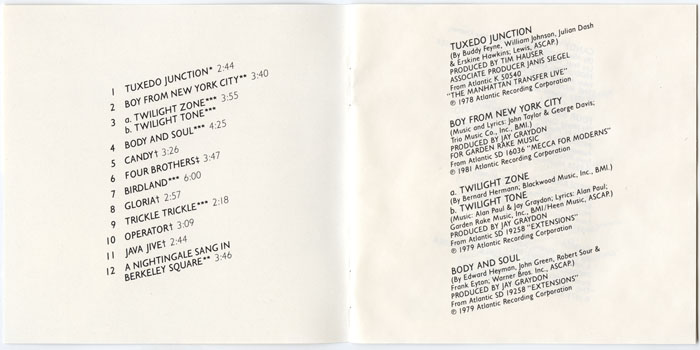 1 TUXEDO JUNCTION* 2:44
2 BOY FROM NEW YORK CITY** 3:40
3 a. TWILIGHT ZONE*** 3:55
b. TWILIGHT TONE***
4 BODY AND SOUL*** 4:25
5 CANDY† 3:26
6 FOUR BROTHERS‡ 3:47
7 BIRDLAND*** 6:00
8 GLORIA† 2:57
9 TRICKLE TRICKLE*** 2:18
10 OPERATOR† 3:09
11 JAVA JIVE† 2:44
12 A NIGHTINGALE SANG IN
BERKELEY SQUARE** 3:46
TUXEDO JUNCTION
(By Buddy Feyne, William Johnson, Julian Dash
& Erskine Hawkins; Lewis, ASCAP.)
PRODUCED BY TIM HAUSER
ASSOCIATE PRODUCER JANIS SIEGEL
From Atlantic K 50540
"THE MANHATTAN TRANSFER LIVE"
℗ 1978 Atlantic Recording Corporation
BOY FROM NEW YORK CITY
(Music and Lyrics: John Taylor & George Davis;
Trio Music Co., Inc., BMI.)
PRODUCED BY JAY GRAYDON
FOR GARDEN RAKE MUSIC
From Atlantic SD 16036 "MECCA FOR MODERNS"
℗ 1981 Atlantic Recording Corporation
a. TWILIGHT ZONE
(By Bernard Hermann; Blackwood Music, Inc., BMI.)
b. TWILIGHT TONE
(Music: Alan Paul & Jay Graydon; Lyrics: Alan Paul;
Garden Rake Music, Inc., BMI/Heen Music, ASCAP.)
PRODUCED BY JAY GRAYDON
From Atlantic SD 19258 "EXTENSIONS"
℗ 1979 Atlantic Recording Corporation
BODY AND SOUL
(By Edward Heyman, John Green, Robert Sour &
Frank Eyton; Warner Bros. Inc., ASCAP.)
PRODUCED BY JAY GRAYDON
From Atlantic SD 19258 "EXTENSIONS"
℗ 1979 Atlantic Recording Corporation